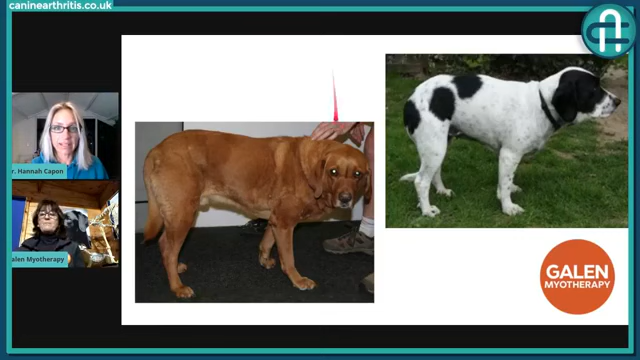 caninearthritis.co.uk
r. Hannah Capon
alen Myotherapy
GALEN
MYOTHERAPY